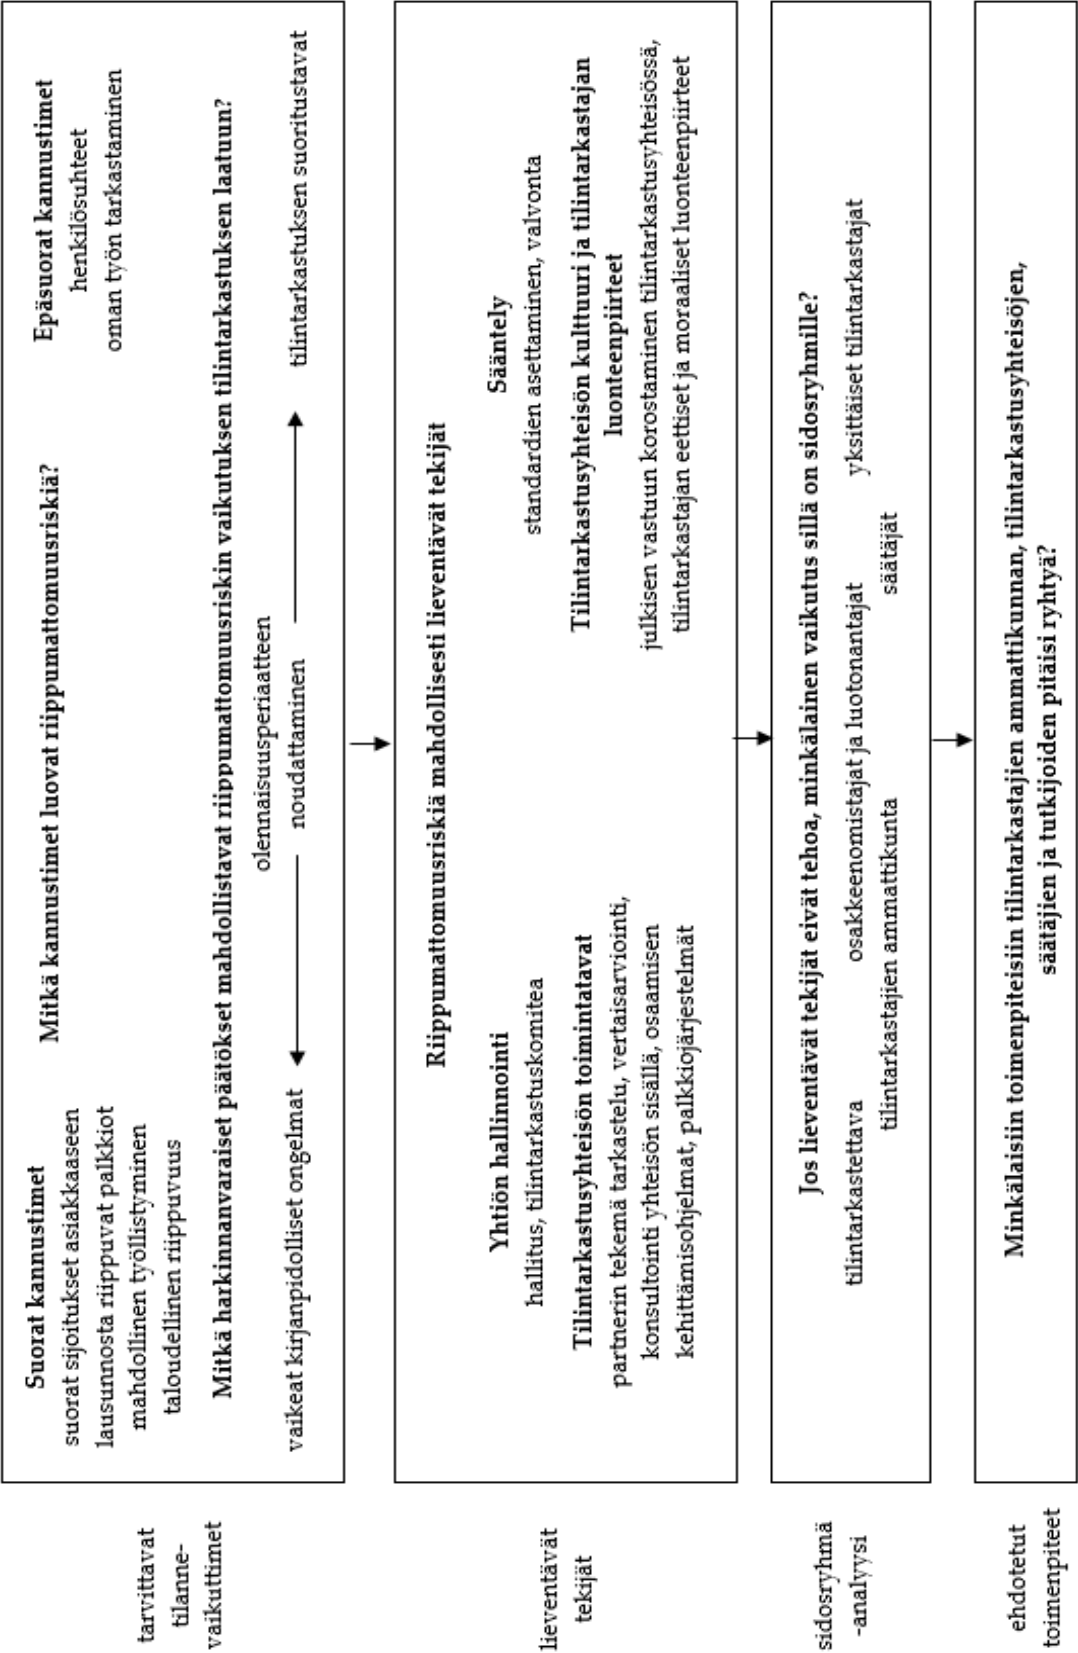 tarvittavat
tilanne-
vaikuttimet
Suorat kannustimet
suorat sijoitukset asiakkaaseen
lausunnosta riippuvat palkkiot
mahdollinen työllistyminen
taloudellinen riippuvuus
Mitkä kannustimet luovat riippumattomuusriskiä?
Epäsuorat kannustimet
henkilösuhteet
oman työn tarkastaminen
Mitkä harkinnanvaraiset päätökset mahdollistavat riippumattomuusriskin vaikutuksen tilintarkastuksen laatuun?
vaikeat kirjanpidolliset ongelmat
olennaisuusperiaatteen
noudattaminen
tilintarkastuksen suoritustavat
lieventävät
tekijät
Riippumattomuusriskiä mahdollisesti lieventävät tekijät
Yhtiön hallinnointi
hallitus, tilintarkastuskomitea
Tilintarkastusyhteisön toimintatavat
partnerin tekemä tarkastelu, vertaisarviointi,
konsultointi yhteisön sisällä, osaamisen
kehittämisohjelmat, palkkiojärjestelmät
Sääntely
standardien asettaminen, valvonta
Tilintarkastusyhteisön kulttuuri ja tilintarkastajan
luonteenpiirteet
julkisen vastuun korostaminen tilintarkastusyhteisössä,
tilintarkastajan eettiset ja moraaliset luonteenpiirteet
sidosryhmä
-analyysi
Jos lieventävät tekijät eivät tehoa, minkälainen vaikutus sillä on sidosryhmille?
tilintarkastettava osakkeenomistajat ja luotonantajat yksittäiset tilintarkastajat
tilintarkastajien ammattikunta säätäjät
ehdotetut
toimenpiteet
Minkälaisiin toimenpiteisiin tilintarkastajien ammattikunnan, tilintarkastusyhteisöjen,
säätäjien ja tutkijoiden pitäisi ryhtyä?